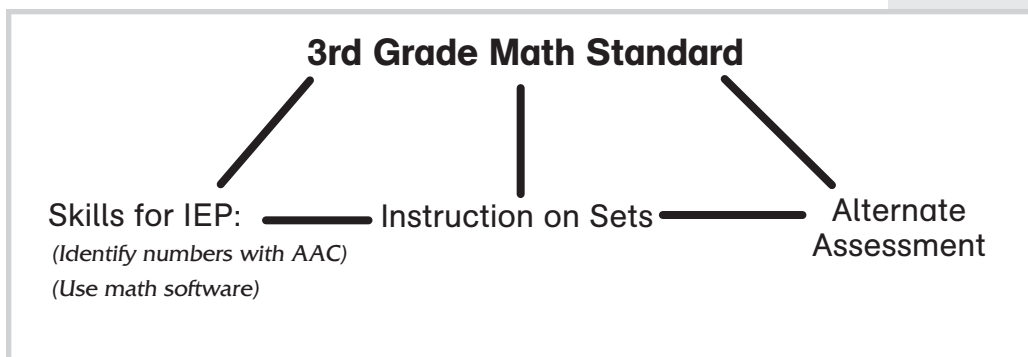 3rd Grade Math Standard
Skills for IEP:
(Identify numbers with AAC)
(Use math software)
Instruction on Sets
Alternate
Assessment